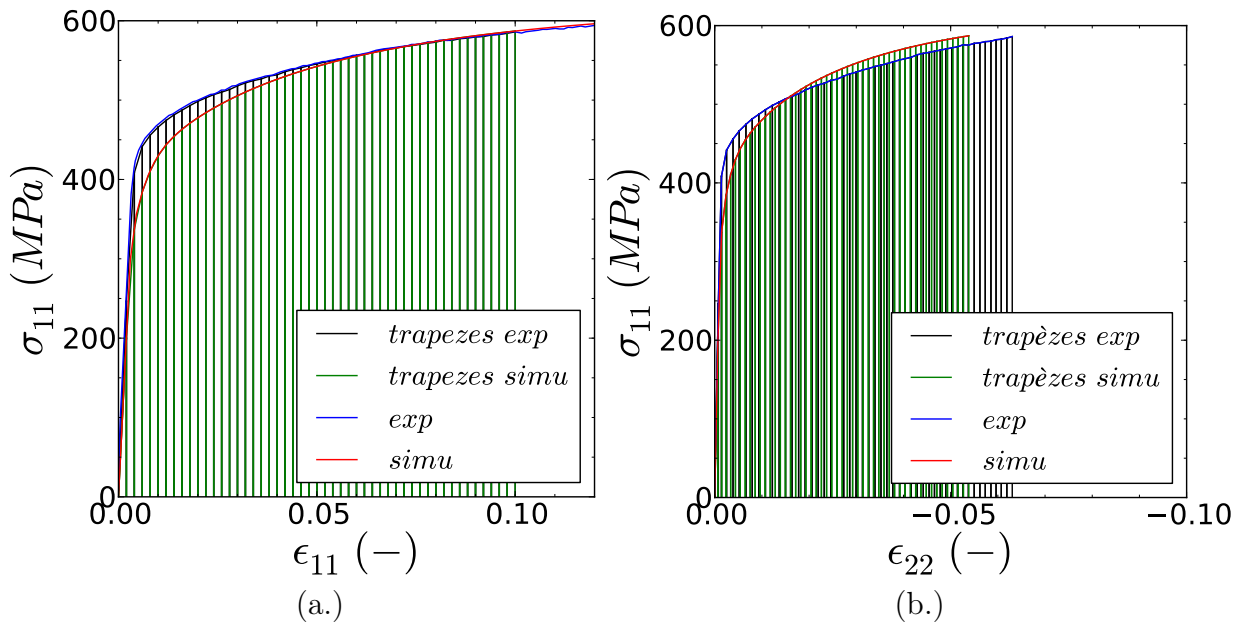 600
400
200
0
0.00 0.05 0.10
σ₁₁ (MPa)
ϵ₁₁ (−)
trapezes exp
trapezes simu
exp
simu
(a.)
600
400
200
0
0.00 −0.05 −0.10
σ₁₁ (MPa)
ϵ₂₂ (−)
trapèzes exp
trapèzes simu
exp
simu
(b.)